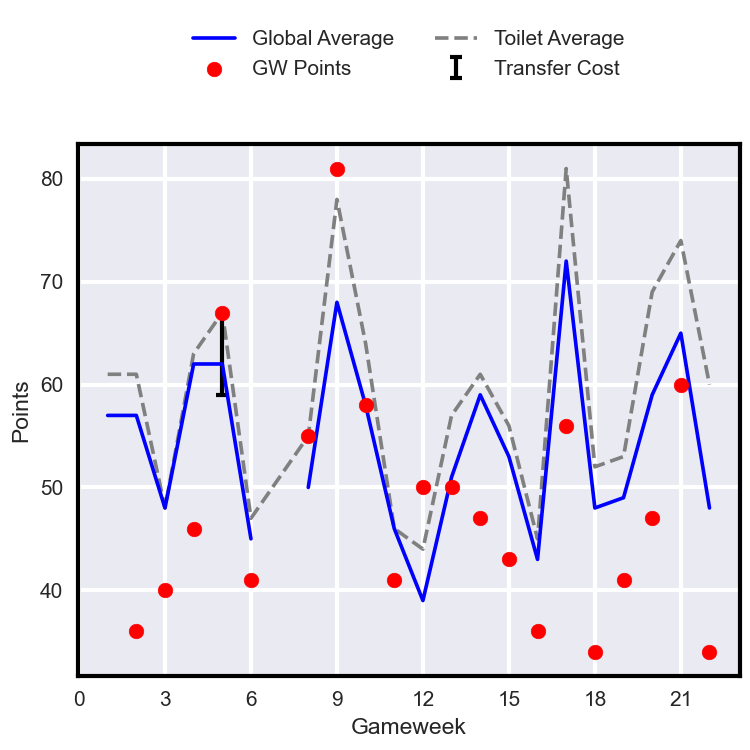 Global Average
Toilet Average
GW Points
Transfer Cost
80
70
60
50
40
Points
0 3 6 9 12 15 18 21
Gameweek